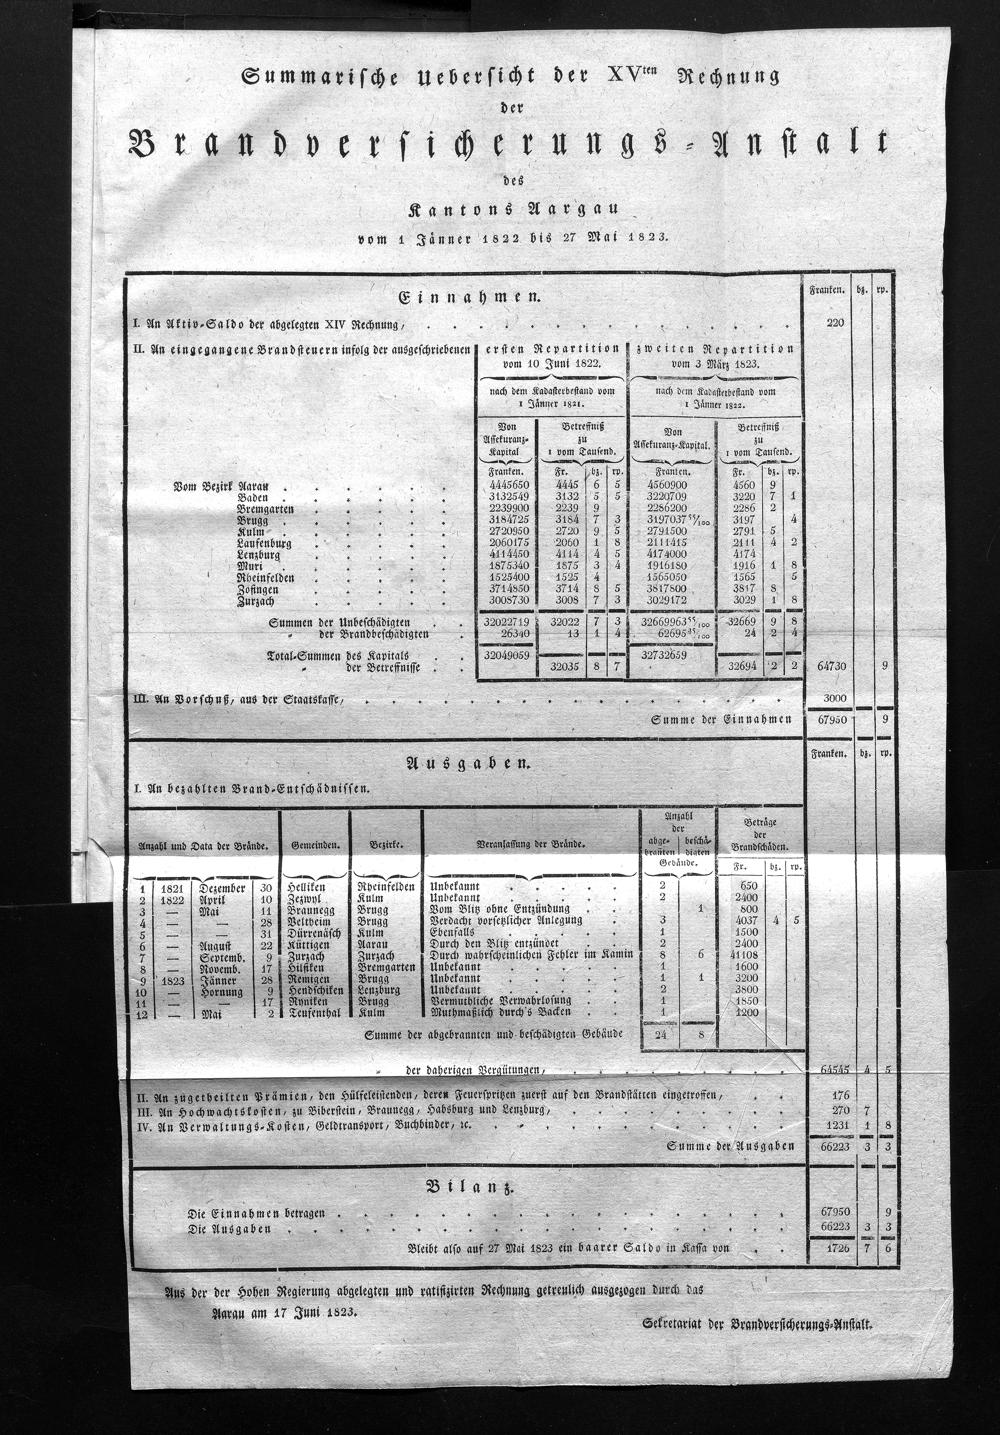 Summarische Uebersicht der XVten Rechnung
der
Brandversicherungs-Anstalt
des
Kantons Aargau
vom 1 Jänner 1822 bis 27 Mai 1823.
Einnahmen. Franken. bz. rp.
I. An Aktiv-Saldo der abgelegten XIV Rechnung, 220
II. An eingegangene Brandsteuern infolg der ausgeschriebenen ersten Repartition zweiten Repartition
vom 10 Juni 1822. vom 3 März 1823.
nach dem Kadasterbestand vom nach dem Kadasterbestand vom
1 Jänner 1821. 1 Jänner 1822.
Von Assekuranz-Kapital Betreffniß zu 1 vom Tausend. Von Assekuranz-Kapital. Betreffniß zu 1 vom Tausend.
Franken. Fr. bz. rp. Franken. Fr. bz. rp.
Vom Bezirk Aarau 4445650 4445 6 5 4560900 4560 9
Baden 3132549 3132 5 5 3220709 3220 7 1
Bremgarten 2239900 2239 9 2286200 2286 2
Brugg 3184725 3184 7 3 3197037 55/100 3197 4
Kulm 2720950 2720 9 5 2791500 2791 5
Laufenburg 2060175 2060 1 8 2111415 2111 4 2
Lenzburg 4114450 4114 4 5 4174000 4174
Muri 1875340 1875 3 4 1916180 1916 1 8
Rheinfelden 1525400 1525 4 1565050 1565 5
Zofingen 3714850 3714 8 5 3817800 3817 8
Zurzach 3008730 3008 7 3 3029172 3029 1 8
Summen der Unbeschädigten 32022719 32022 7 3 32669963 55/100 32669 9 8
" der Brandbeschädigten 26340 13 1 4 62695 45/100 24 2 4
Total-Summen des Kapitals 32049059 32732659
" der Betreffnisse 32035 8 7 32694 2 2 64730 9
III. An Vorschuß, aus der Staatskasse, 3000
Summe der Einnahmen 67950 9
Ausgaben. Franken. bz. rp.
I. An bezahlten Brand-Entschädnissen.
Anzahl und Data der Brände. Gemeinden. Bezirke. Veranlassung der Brände. Anzahl der abgebrannten beschädigten Gebäude. Beträge der Brandschäden.
Fr. bz. rp.
1 1821 Dezember 30 Helliken Rheinfelden Unbekannt 2 650
2 1822 April 10 Zezwyl Kulm Unbekannt 2 2400
3 — Mai 11 Braunegg Brugg Vom Blitz ohne Entzündung 1 800
4 — — 28 Veltheim Brugg Verdacht vorsetzlicher Anlegung 3 4037 4 5
5 — — 31 Dürrenäsch Kulm Ebenfalls 1 1500
6 — August 22 Küttigen Aarau Durch den Blitz entzündet 2 2400
7 — Septemb. 9 Zurzach Zurzach Durch wahrscheinlichen Fehler im Kamin 8 6 41108
8 — Novemb. 17 Hilfiken Bremgarten Unbekannt 1 1600
9 1823 Jänner 28 Remigen Brugg Unbekannt 1 1 3200
10 — Hornung 9 Hendschiken Lenzburg Unbekannt 2 3800
11 — — 17 Ryniken Brugg Vermuthliche Verwahrlosung 1 1850
12 — Mai 2 Teufenthal Kulm Muthmaßlich durch's Backen 1 1200
Summe der abgebrannten und beschädigten Gebäude 24 8
" der daherigen Vergütungen, 64545 4 5
II. An zugetheilten Prämien, den Hülfeleistenden, deren Feuerspritzen zuerst auf den Brandstätten eingetroffen, 176
III. An Hochwachtskosten, zu Biberstein, Braunegg, Habsburg und Lenzburg, 270 7
IV. An Verwaltungs-Kosten, Geldtransport, Buchbinder, ꝛc. 1231 1 8
Summe der Ausgaben 66223 3 3
Bilanz.
Die Einnahmen betragen 67950 9
Die Ausgaben 66223 3 3
Bleibt also auf 27 Mai 1823 ein baarer Saldo in Kassa von 1726 7 6
Aus der der Hohen Regierung abgelegten und ratifizirten Rechnung getreulich ausgezogen durch das
Aarau am 17 Juni 1823.
Sekretariat der Brandversicherungs-Anstalt.